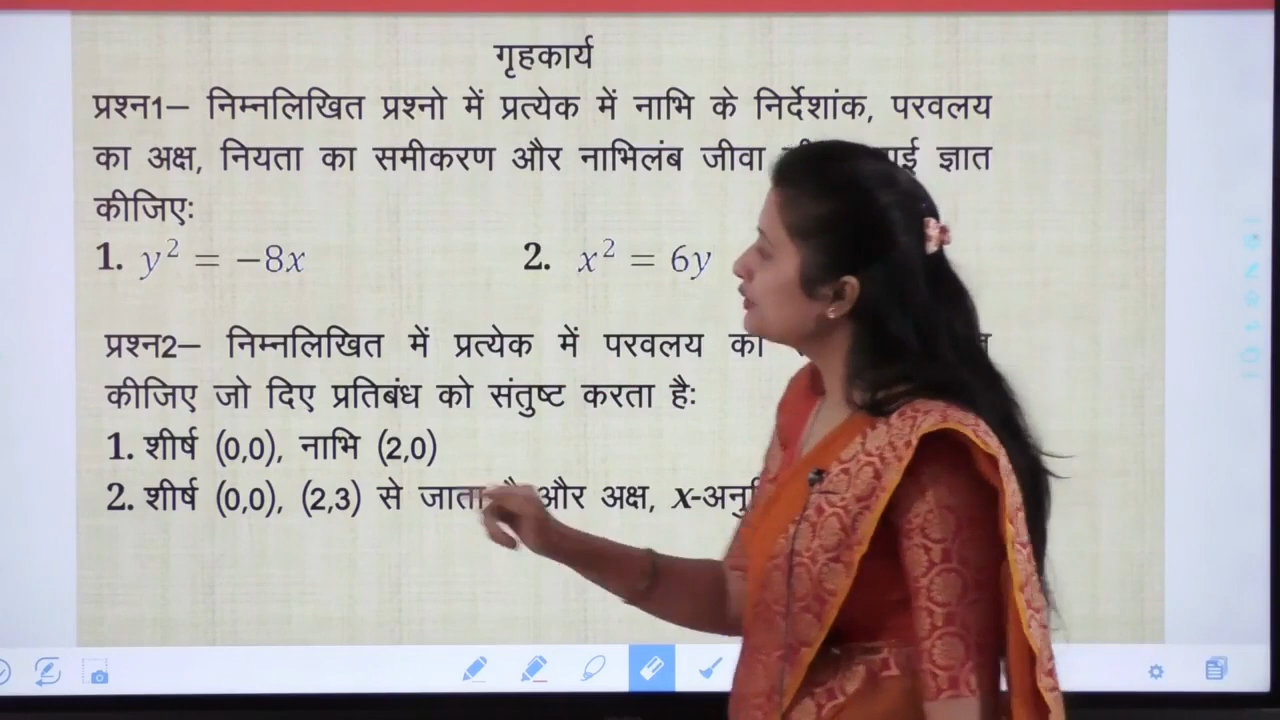 गृहकार्य
प्रश्न1– निम्नलिखित प्रश्नो में प्रत्येक में नाभि के निर्देशांक, परवलय
का अक्ष, नियता का समीकरण और नाभिलंब जीवा ज्ञात
कीजिएः
1. y² = −8x 2. x² = 6y
प्रश्न2– निम्नलिखित में प्रत्येक में परवलय का
कीजिए जो दिए प्रतिबंध को संतुष्ट करता हैः
1. शीर्ष (0,0), नाभि (2,0)
2. शीर्ष (0,0), (2,3) से जाता और अक्ष,